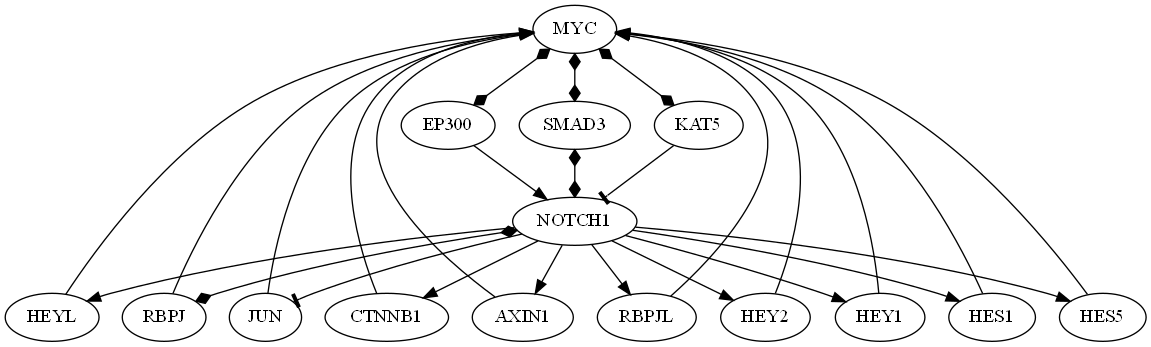 MYC
EP300 SMAD3 KAT5
NOTCH1
HEYL RBPJ JUN CTNNB1 AXIN1 RBPJL HEY2 HEY1 HES1 HES5